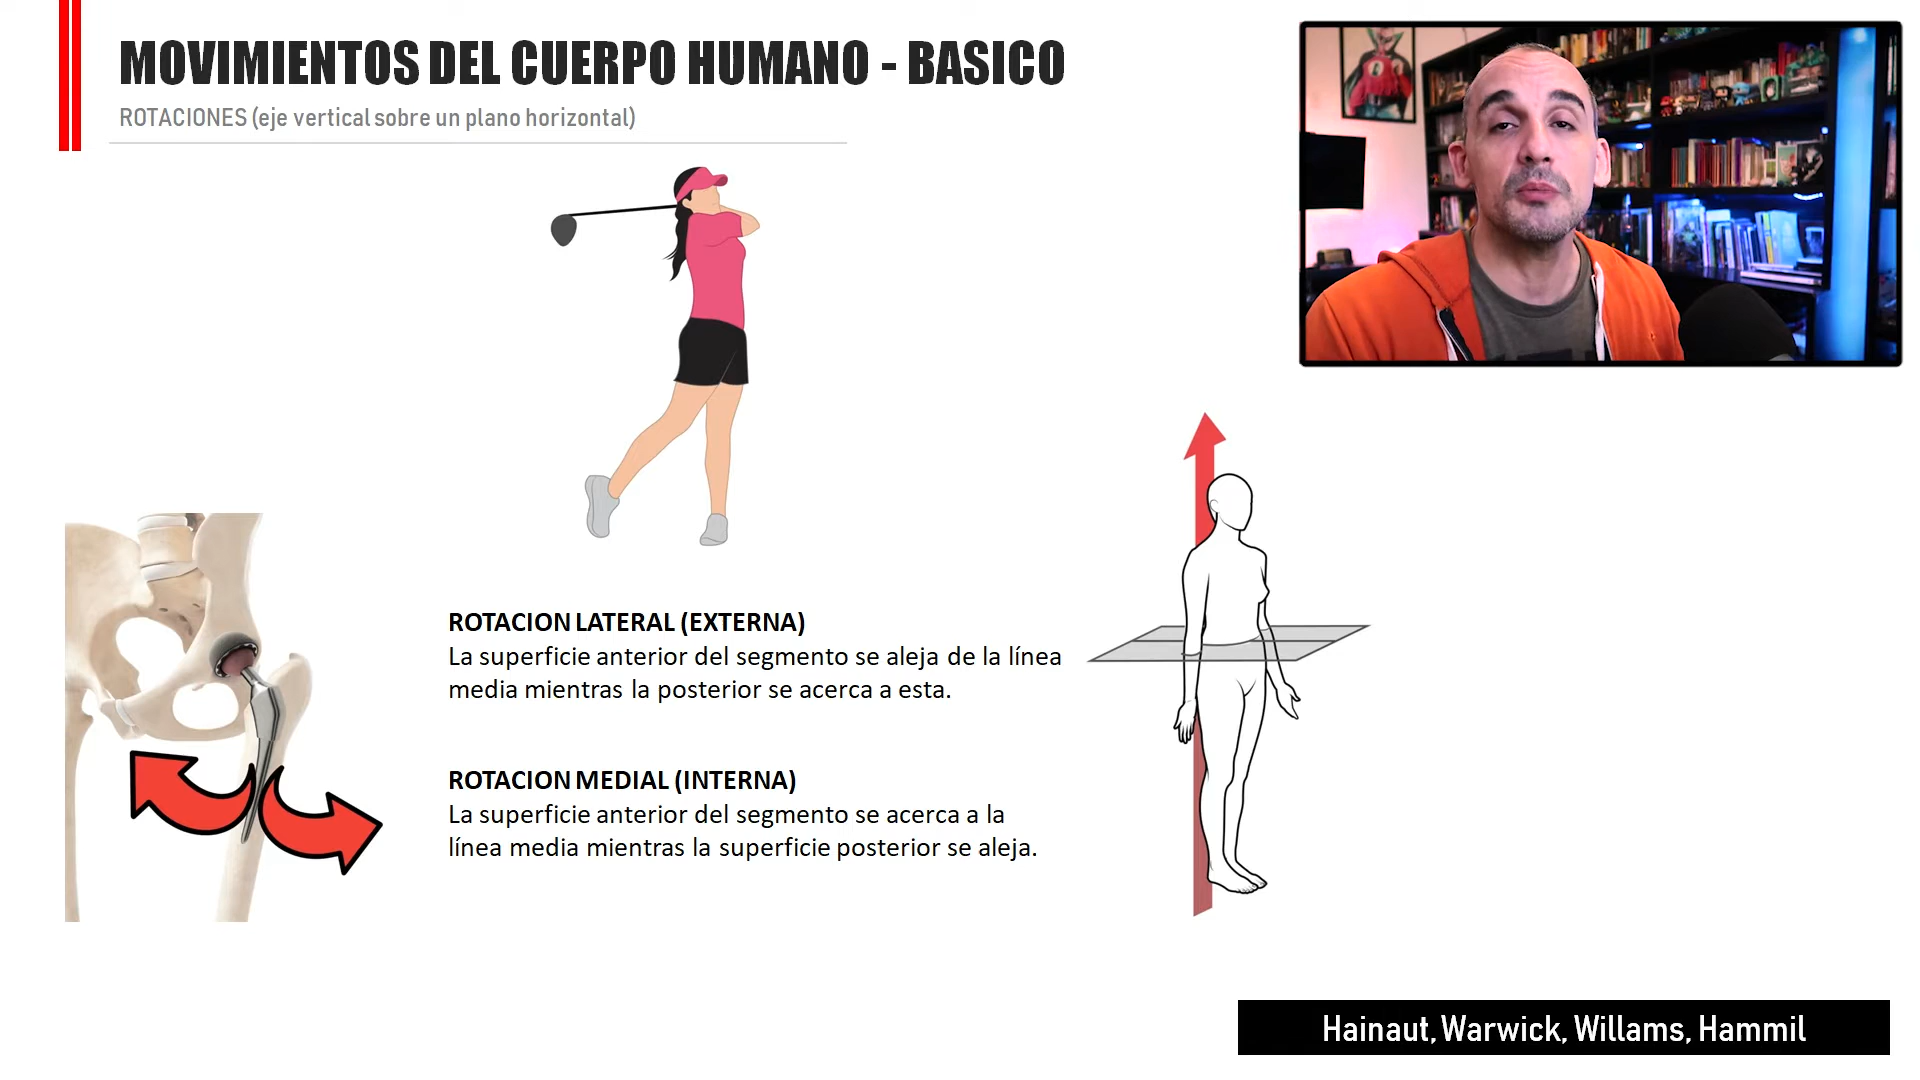 MOVIMIENTOS DEL CUERPO HUMANO - BASICO
ROTACIONES (eje vertical sobre un plano horizontal)
ROTACION LATERAL (EXTERNA)
La superficie anterior del segmento se aleja de la línea
media mientras la posterior se acerca a esta.
ROTACION MEDIAL (INTERNA)
La superficie anterior del segmento se acerca a la
línea media mientras la superficie posterior se aleja.
Hainaut, Warwick, Willams, Hammil